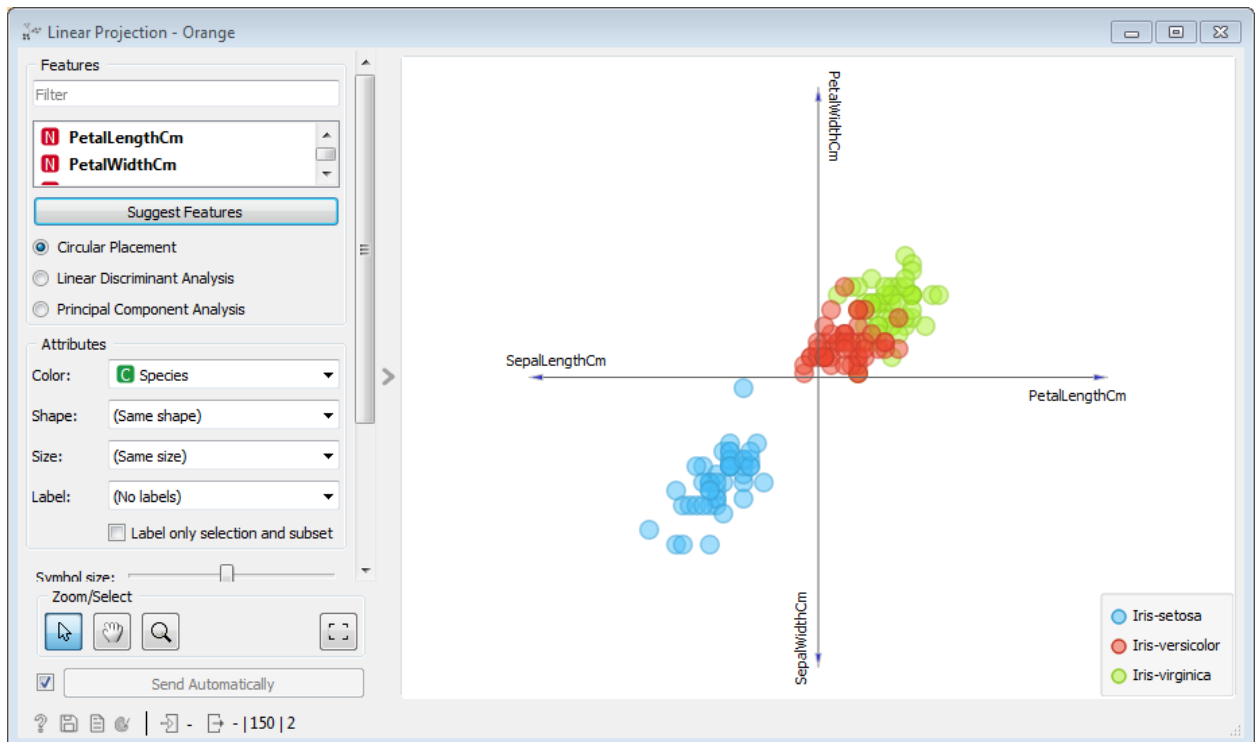 Linear Projection - Orange
Features
Filter
N PetalLengthCm
N PetalWidthCm
Suggest Features
Circular Placement
Linear Discriminant Analysis
Principal Component Analysis
Attributes
Color: C Species
Shape: (Same shape)
Size: (Same size)
Label: (No labels)
Label only selection and subset
Symbol size:
Zoom/Select
Send Automatically
? - - | 150 | 2
PetalWidthCm
SepalLengthCm
PetalLengthCm
SepalWidthCm
Iris-setosa
Iris-versicolor
Iris-virginica